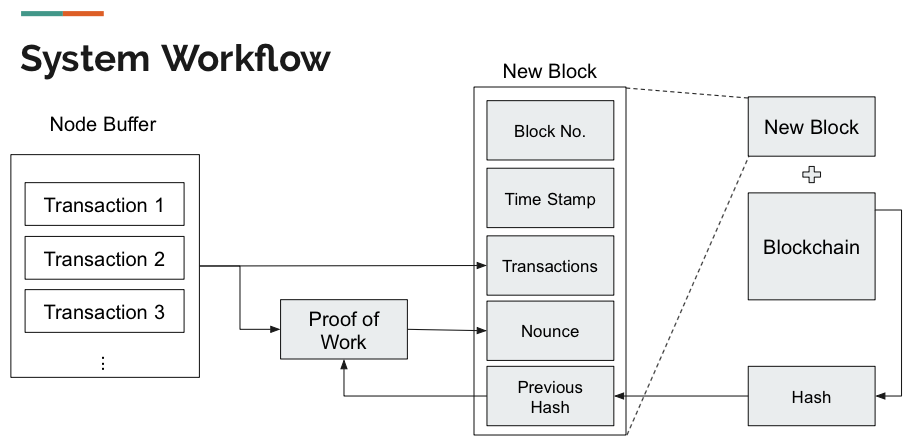 System Workflow
Node Buffer
Transaction 1
Transaction 2
Transaction 3
⋮
Proof of
Work
New Block
Block No.
Time Stamp
Transactions
Nounce
Previous
Hash
New Block
Blockchain
Hash